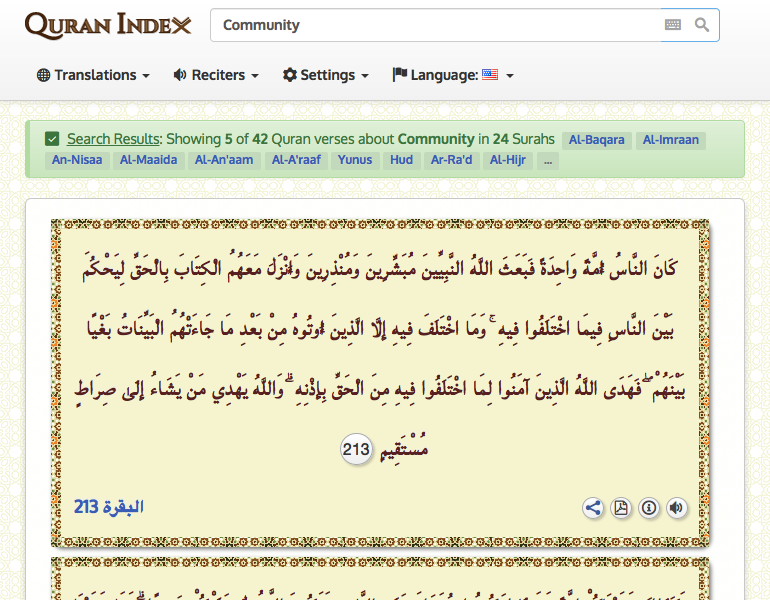 QURAN INDEX
Community
Translations
Reciters
Settings
Language:
Search Results: Showing 5 of 42 Quran verses about Community in 24 Surahs Al-Baqara Al-Imraan
An-Nisaa Al-Maaida Al-An'aam Al-A'raaf Yunus Hud Ar-Ra'd Al-Hijr ...
كَانَ النَّاسُ أُمَّةً وَاحِدَةً فَبَعَثَ اللَّهُ النَّبِيِّينَ مُبَشِّرِينَ وَمُنْذِرِينَ وَأَنْزَلَ مَعَهُمُ الْكِتَابَ بِالْحَقِّ لِيَحْكُمَ
بَيْنَ النَّاسِ فِيمَا اخْتَلَفُوا فِيهِ ۚ وَمَا اخْتَلَفَ فِيهِ إِلَّا الَّذِينَ أُوتُوهُ مِنْ بَعْدِ مَا جَاءَتْهُمُ الْبَيِّنَاتُ بَغْيًا
بَيْنَهُمْ ۖ فَهَدَى اللَّهُ الَّذِينَ آمَنُوا لِمَا اخْتَلَفُوا فِيهِ مِنَ الْحَقِّ بِإِذْنِهِ ۗ وَاللَّهُ يَهْدِي مَنْ يَشَاءُ إِلَىٰ صِرَاطٍ
مُسْتَقِيمٍ 213
البقرة 213